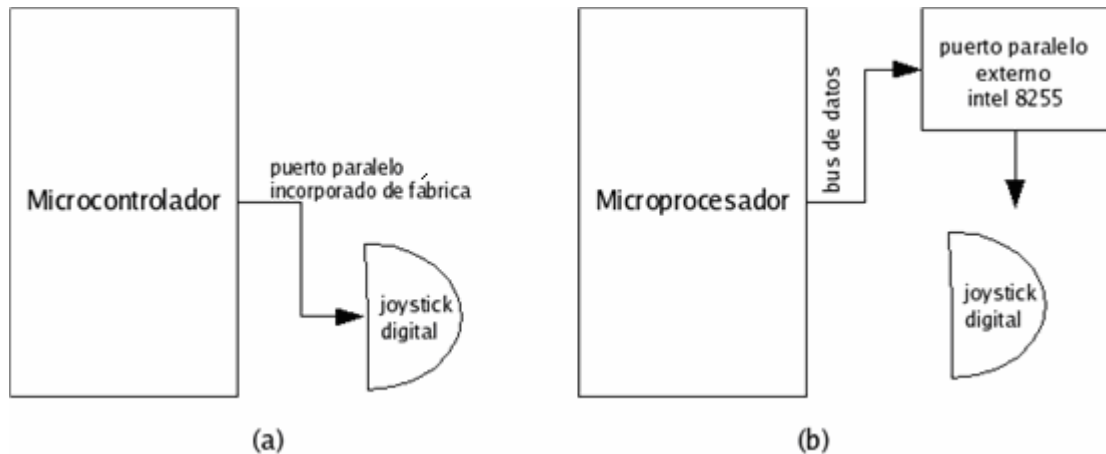 Microcontrolador
puerto paralelo
incorporado de fábrica
joystick
digital
(a)
Microprocesador
bus de datos
puerto paralelo
externo
intel 8255
joystick
digital
(b)